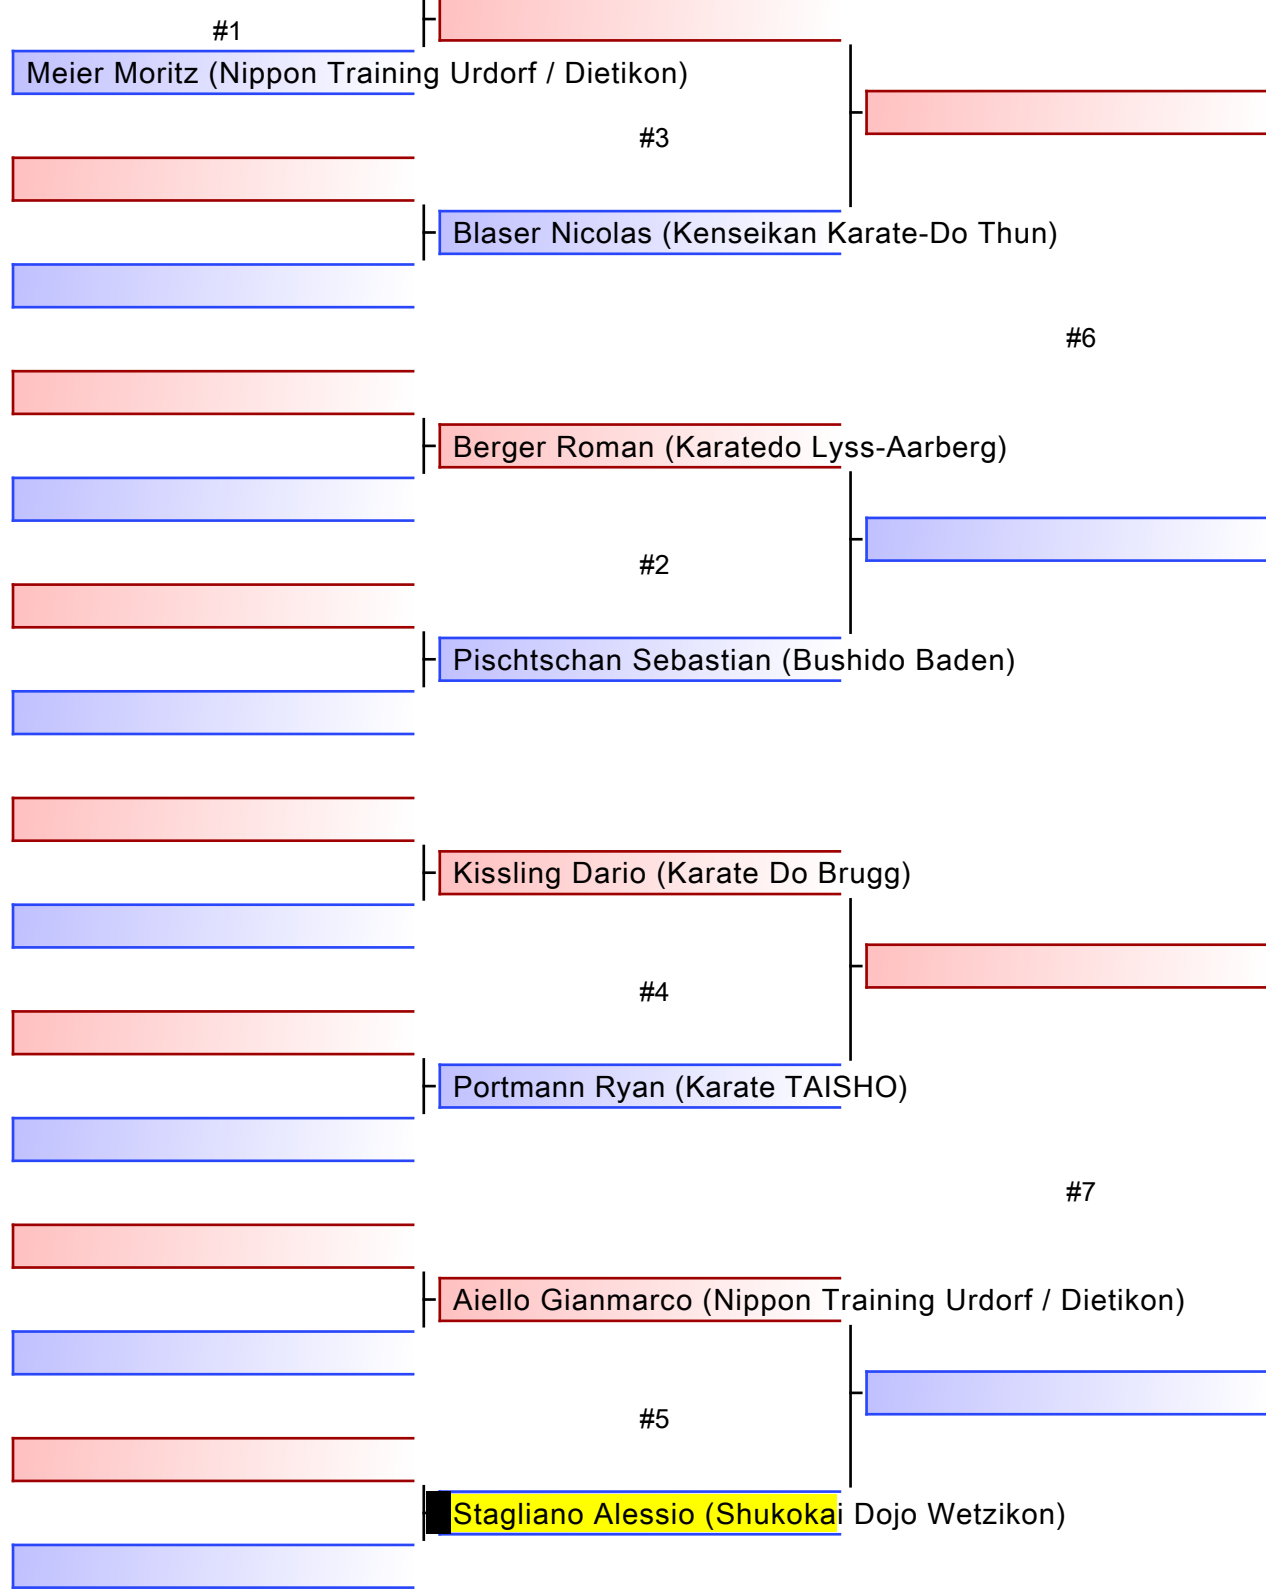 #1
Meier Moritz (Nippon Training Urdorf / Dietikon)
#3
Blaser Nicolas (Kenseikan Karate-Do Thun)
#6
Berger Roman (Karatedo Lyss-Aarberg)
#2
Pischtschan Sebastian (Bushido Baden)
Kissling Dario (Karate Do Brugg)
#4
Portmann Ryan (Karate TAISHO)
#7
Aiello Gianmarco (Nippon Training Urdorf / Dietikon)
#5
Stagliano Alessio (Shukokai Dojo Wetzikon)